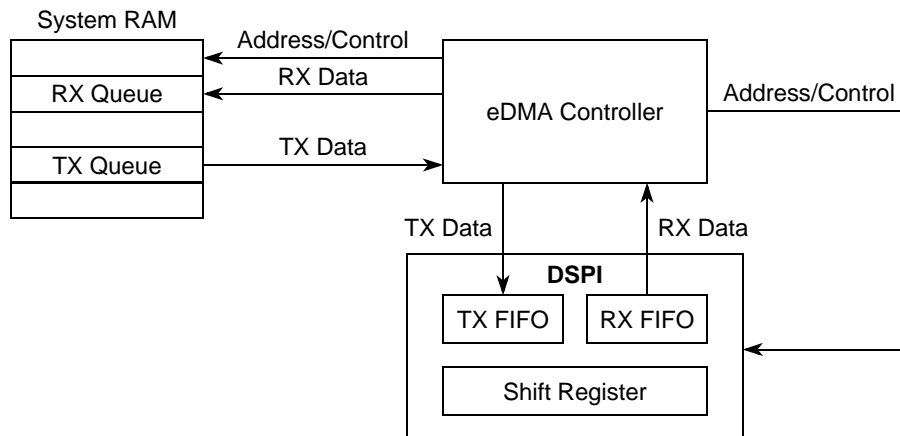 System RAM
Address/Control
RX Data
RX Queue
eDMA Controller
Address/Control
TX Data
TX Queue
TX Data
RX Data
DSPI
TX FIFO
RX FIFO
Shift Register